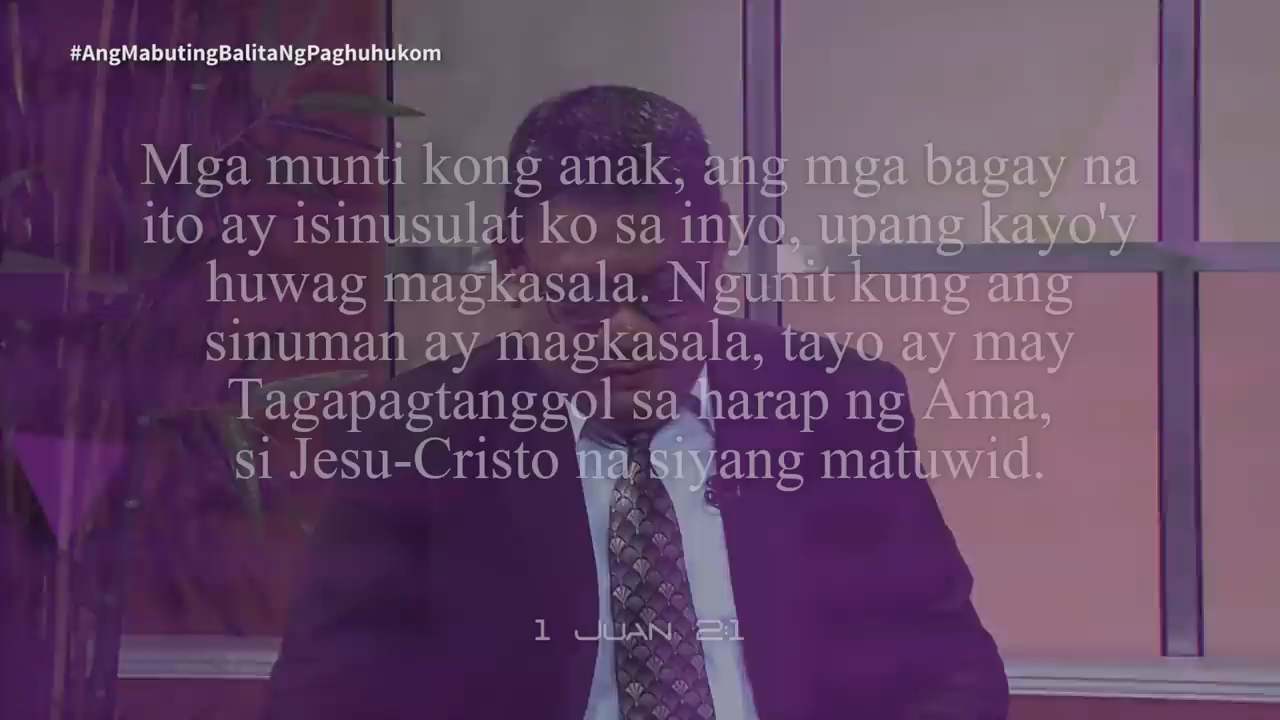 #AngMabutingBalitaNgPaghuhukom
Mga munti kong anak, ang mga bagay na
ito ay isinusulat ko sa inyo, upang kayo'y
huwag magkasala. Ngunit kung ang
sinuman ay magkasala, tayo ay may
Tagapagtanggol sa harap ng Ama,
si Jesu-Cristo na siyang matuwid.
1 JUAN 2:1